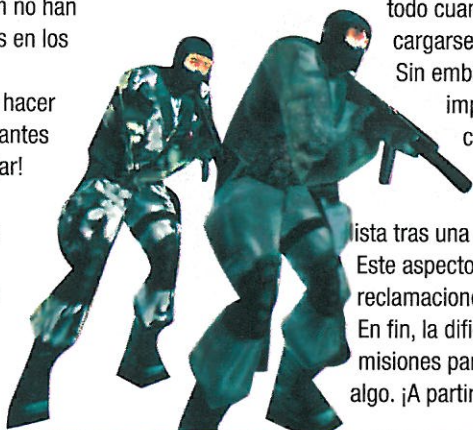 n no han
s en los
hacer
antes
ar!
todo cuan
cargarse
Sin emb
imp
c
lista tras una
Este aspecto
reclamacione
En fin, la difi
misiones par
algo. ¡A partir